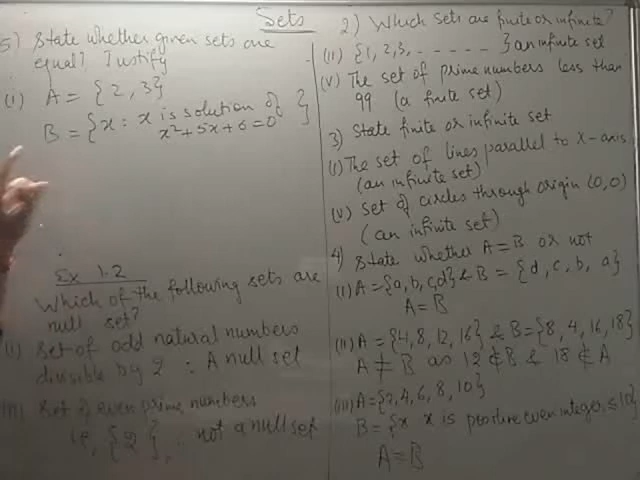 Sets
5) State whether given sets are
equal? Justify
(i) A = {2, 3}
B = {x : x is solution of
x²+5x+6=0}
Ex 1.2
Which of the following sets are
null set?
(i) Set of odd natural numbers
divisible by 2 : A null set
Set of even prime numbers
ie, {2}, not a null set
2) Which sets are finite or infinite?
(ii) {1, 2, 3, ......} an infinite set
(v) The set of prime numbers less than
99 (a finite set)
3) State finite or infinite set
(i) The set of lines parallel to X-axis
(an infinite set)
(v) Set of circles through origin (0,0)
(an infinite set)
4) State whether A = B or not
(i) A = {a, b, c, d} & B = {d, c, b, a}
A = B
(ii) A = {4, 8, 12, 16} & B = {8, 4, 16, 18}
A ≠ B as 12 ∉ B & 18 ∉ A
(iii) A = {2, 4, 6, 8, 10}
B = {x x is positive even integer ≤ 10}
A = B